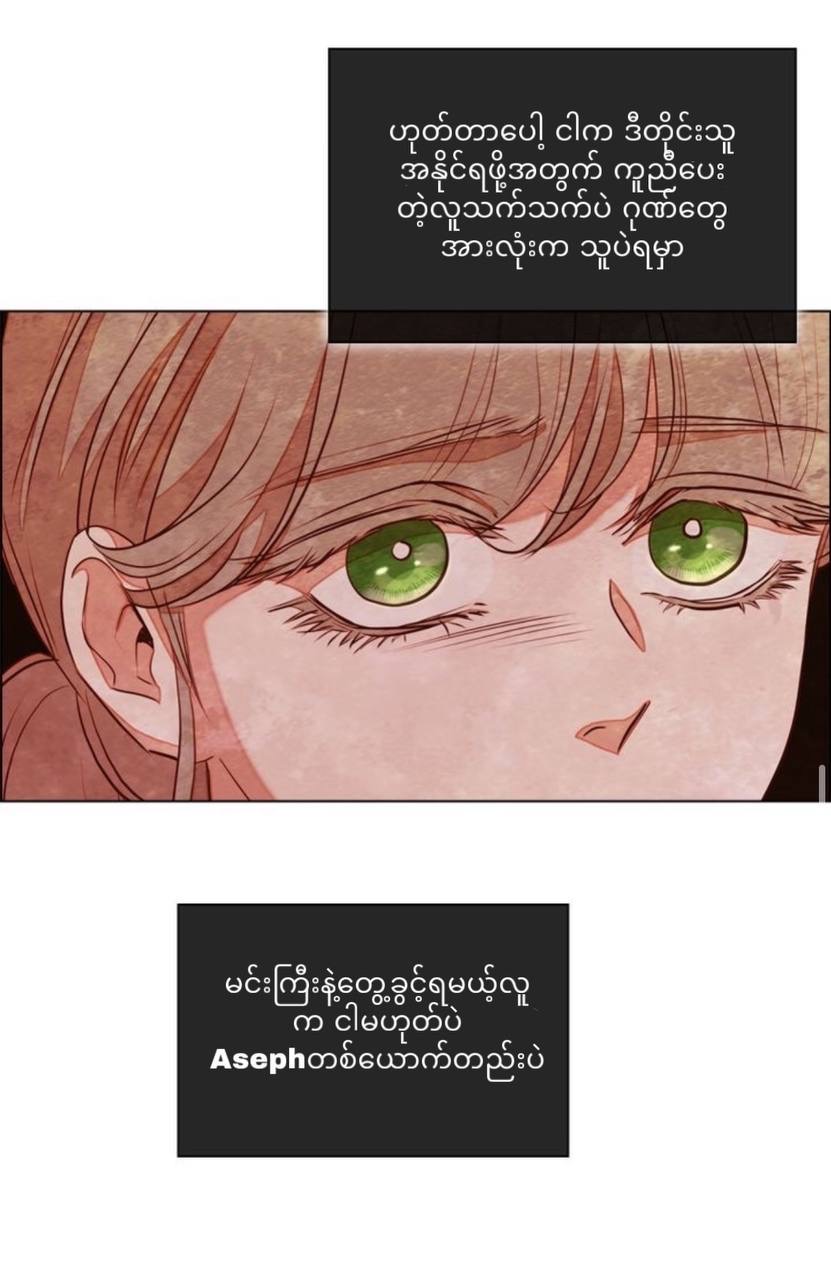 ဟုတ်တာပေါ့ ငါက ဒီတိုင်းသူ
အနိုင်ရဖို့အတွက် ကူညီပေး
တဲ့လူသက်သက်ပဲ ဂုဏ်တွေ
အားလုံးက သူပဲရမှာ
မင်းကြီးနဲ့တွေ့ခွင့်ရမယ့်လူ
က ငါမဟုတ်ပဲ
Asephတစ်ယောက်တည်းပဲ